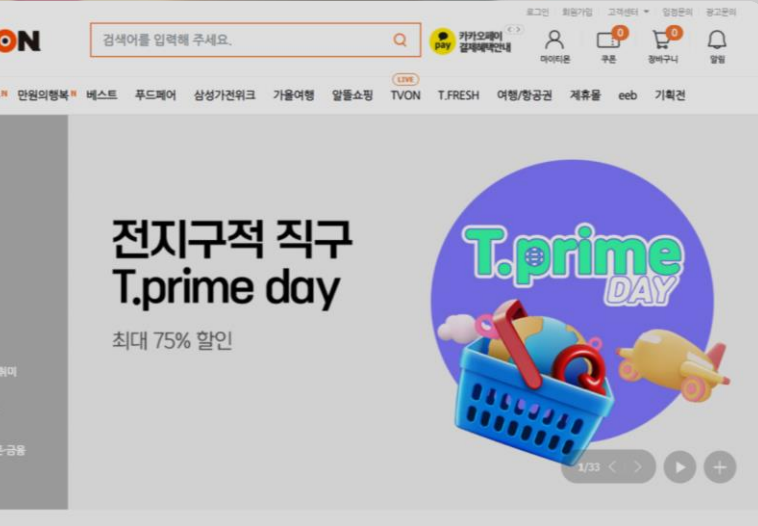 로그인 회원가입 고객센터 입점문의 광고문의
ON
검색어를 입력해 주세요.
pay
카카오페이
결제혜택안내
마이티몬
0
쿠폰
0
장바구니
알림
N 만원의행복 N 베스트 푸드페어 삼성가전위크 가을여행 알뜰쇼핑 LIVE TVON T.FRESH 여행/항공권 제휴몰 eeb 기획전
전지구적 직구
T.prime day
최대 75% 할인
T.prime
DAY
취미
금융
1/33